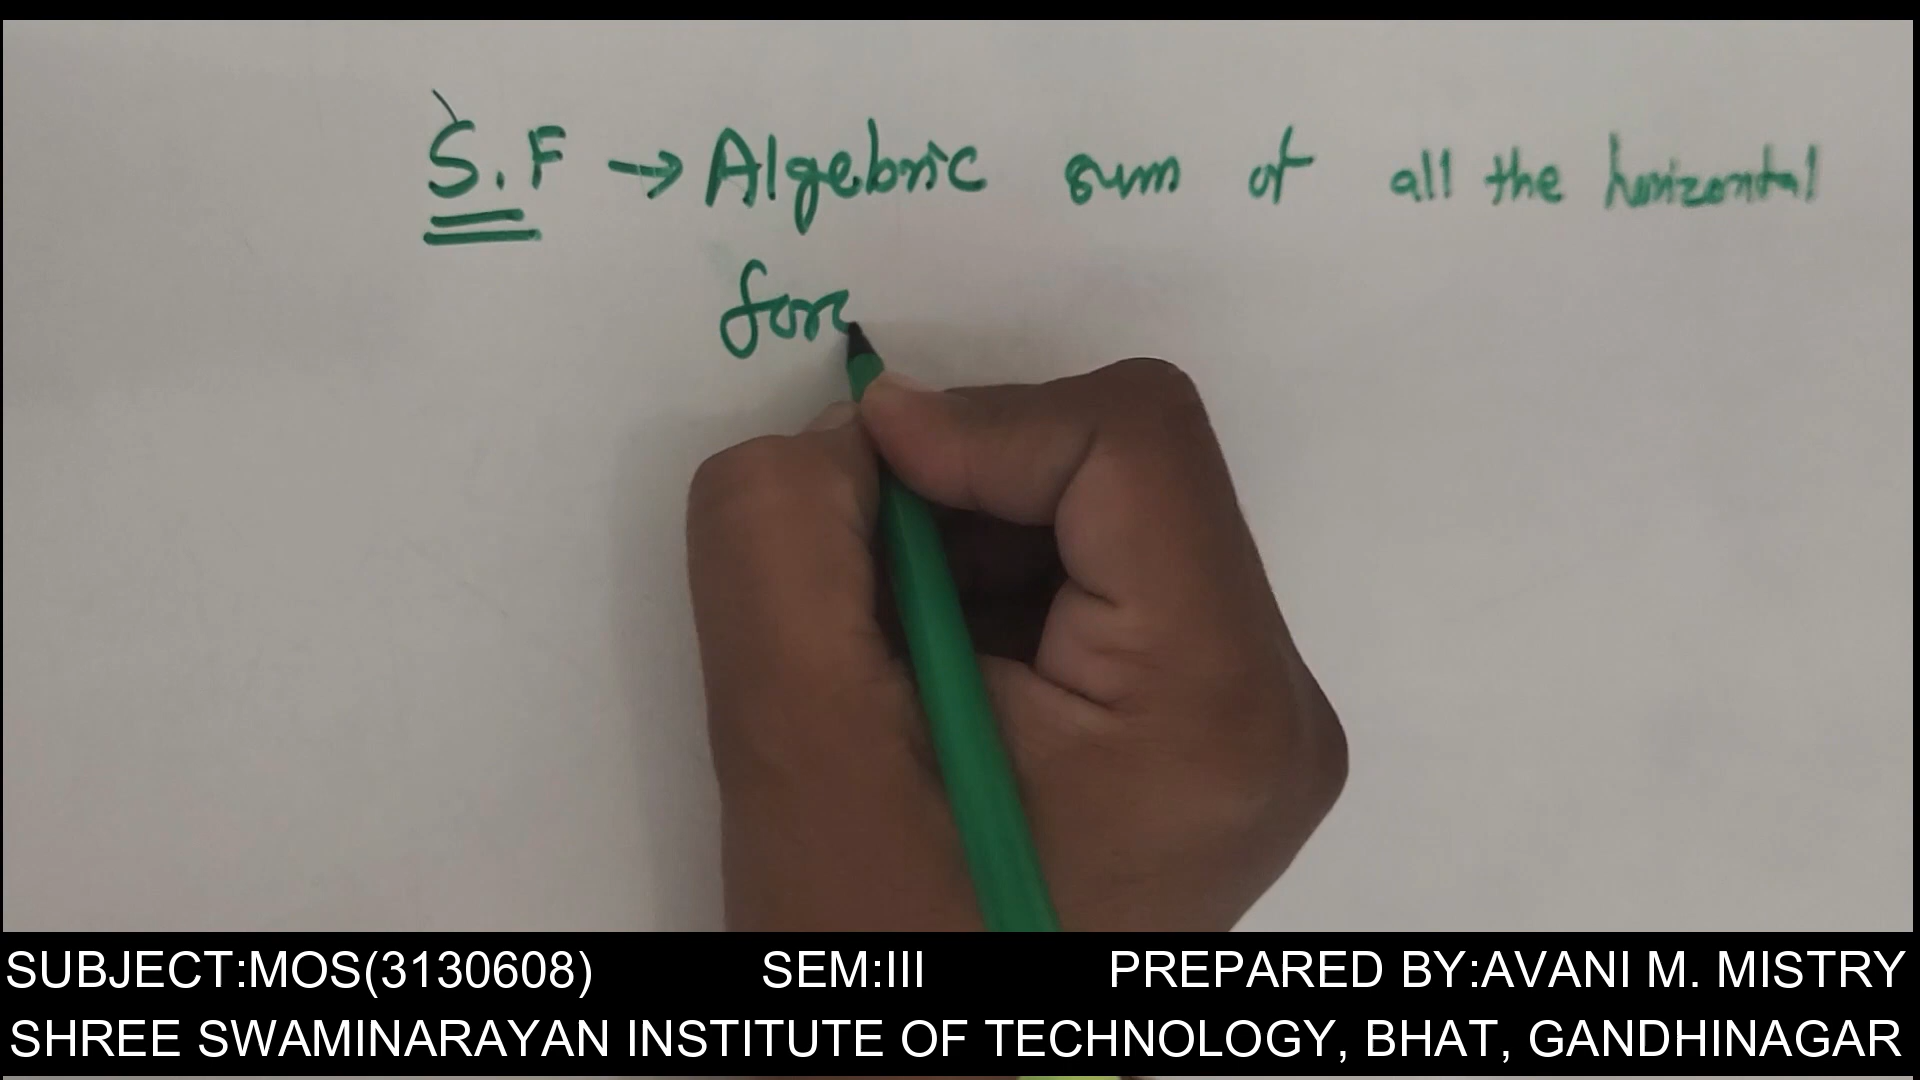 S.F → Algebric sum of all the horizontal
forc
SUBJECT:MOS(3130608) SEM:III PREPARED BY:AVANI M. MISTRY
SHREE SWAMINARAYAN INSTITUTE OF TECHNOLOGY, BHAT, GANDHINAGAR